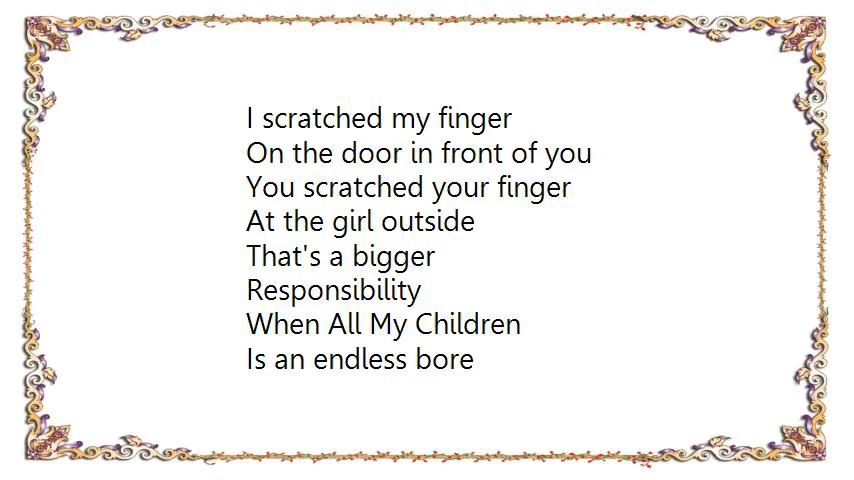 I scratched my finger
On the door in front of you
You scratched your finger
At the girl outside
That's a bigger
Responsibility
When All My Children
Is an endless bore